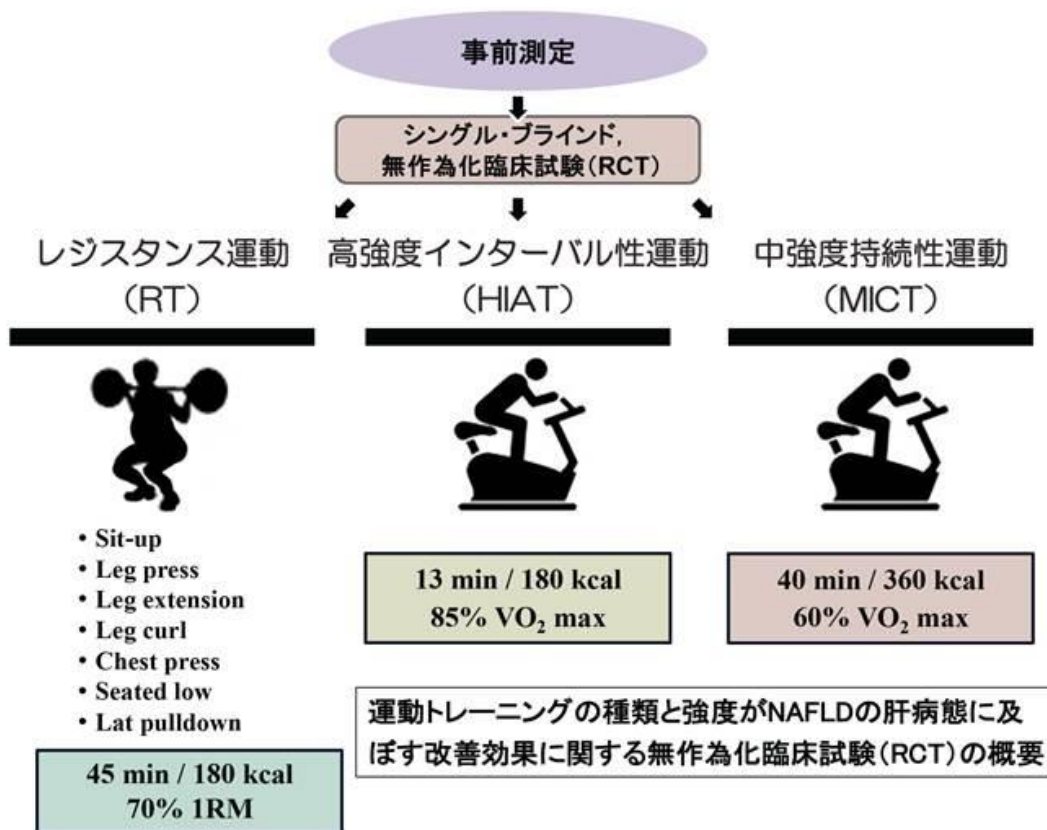 事前測定
シングル・ブラインド,
無作為化臨床試験(RCT)
レジスタンス運動
(RT)
高強度インターバル性運動
(HIAT)
中強度持続性運動
(MICT)
・Sit-up
・Leg press
・Leg extension
・Leg curl
・Chest press
・Seated low
・Lat pulldown
45 min / 180 kcal
70% 1RM
13 min / 180 kcal
85% VO₂ max
40 min / 360 kcal
60% VO₂ max
運動トレーニングの種類と強度がNAFLDの肝病態に及
ぼす改善効果に関する無作為化臨床試験(RCT)の概要